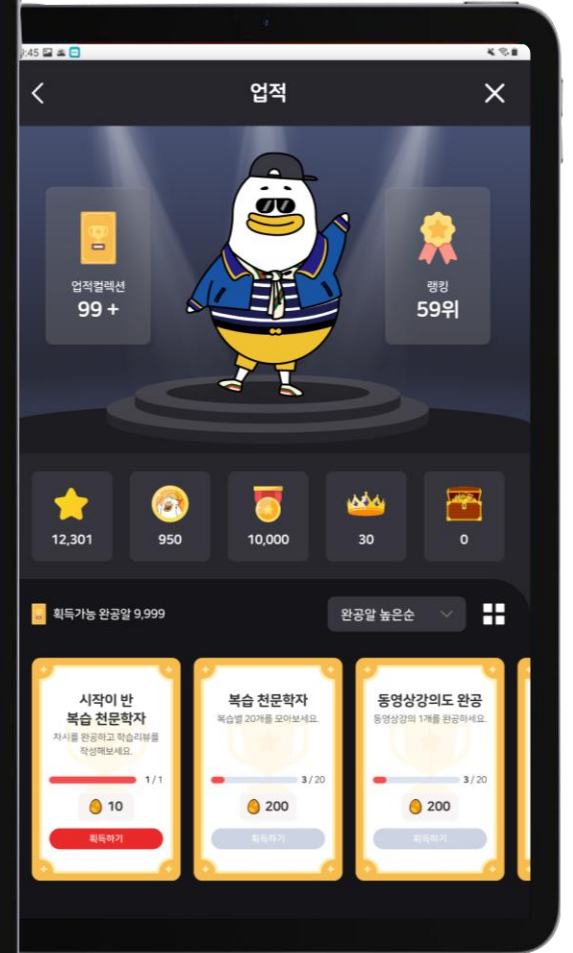 :45
업적
업적컬렉션
99 +
랭킹
59위
12,301
950
10,000
30
0
획득가능 완공알 9,999
완공알 높은순
시작이 반
복습 천문학자
차시를 완공하고 학습리뷰를
작성해보세요.
1 / 1
10
획득하기
복습 천문학자
복습별 20개를 모아보세요.
3 / 20
200
획득하기
동영상강의도 완공
동영상강의 1개를 완공하세요.
3 / 20
200
획득하기